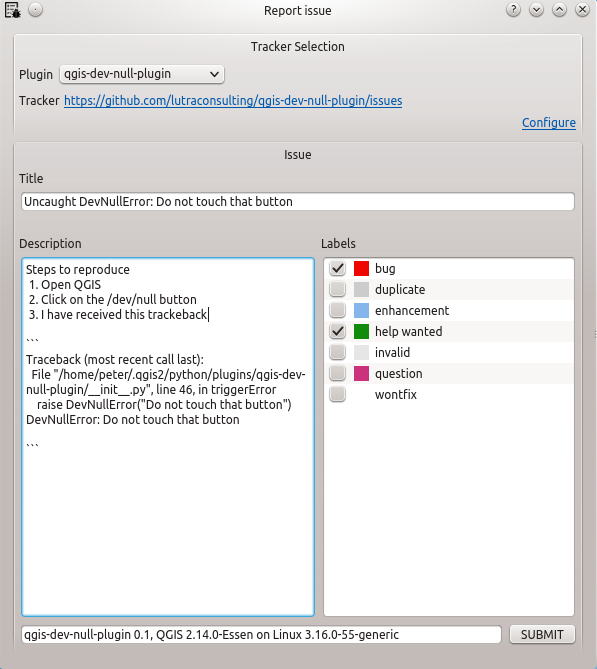 Report issue
Tracker Selection
Plugin qgis-dev-null-plugin
Tracker https://github.com/lutraconsulting/qgis-dev-null-plugin/issues
Configure
Issue
Title
Uncaught DevNullError: Do not touch that button
Description
Steps to reproduce
1. Open QGIS
2. Click on the /dev/null button
3. I have received this trackeback
```
Traceback (most recent call last):
File "/home/peter/.qgis2/python/plugins/qgis-dev-
null-plugin/__init__.py", line 46, in triggerError
raise DevNullError("Do not touch that button")
DevNullError: Do not touch that button
```
Labels
bug
duplicate
enhancement
help wanted
invalid
question
wontfix
qgis-dev-null-plugin 0.1, QGIS 2.14.0-Essen on Linux 3.16.0-55-generic
SUBMIT